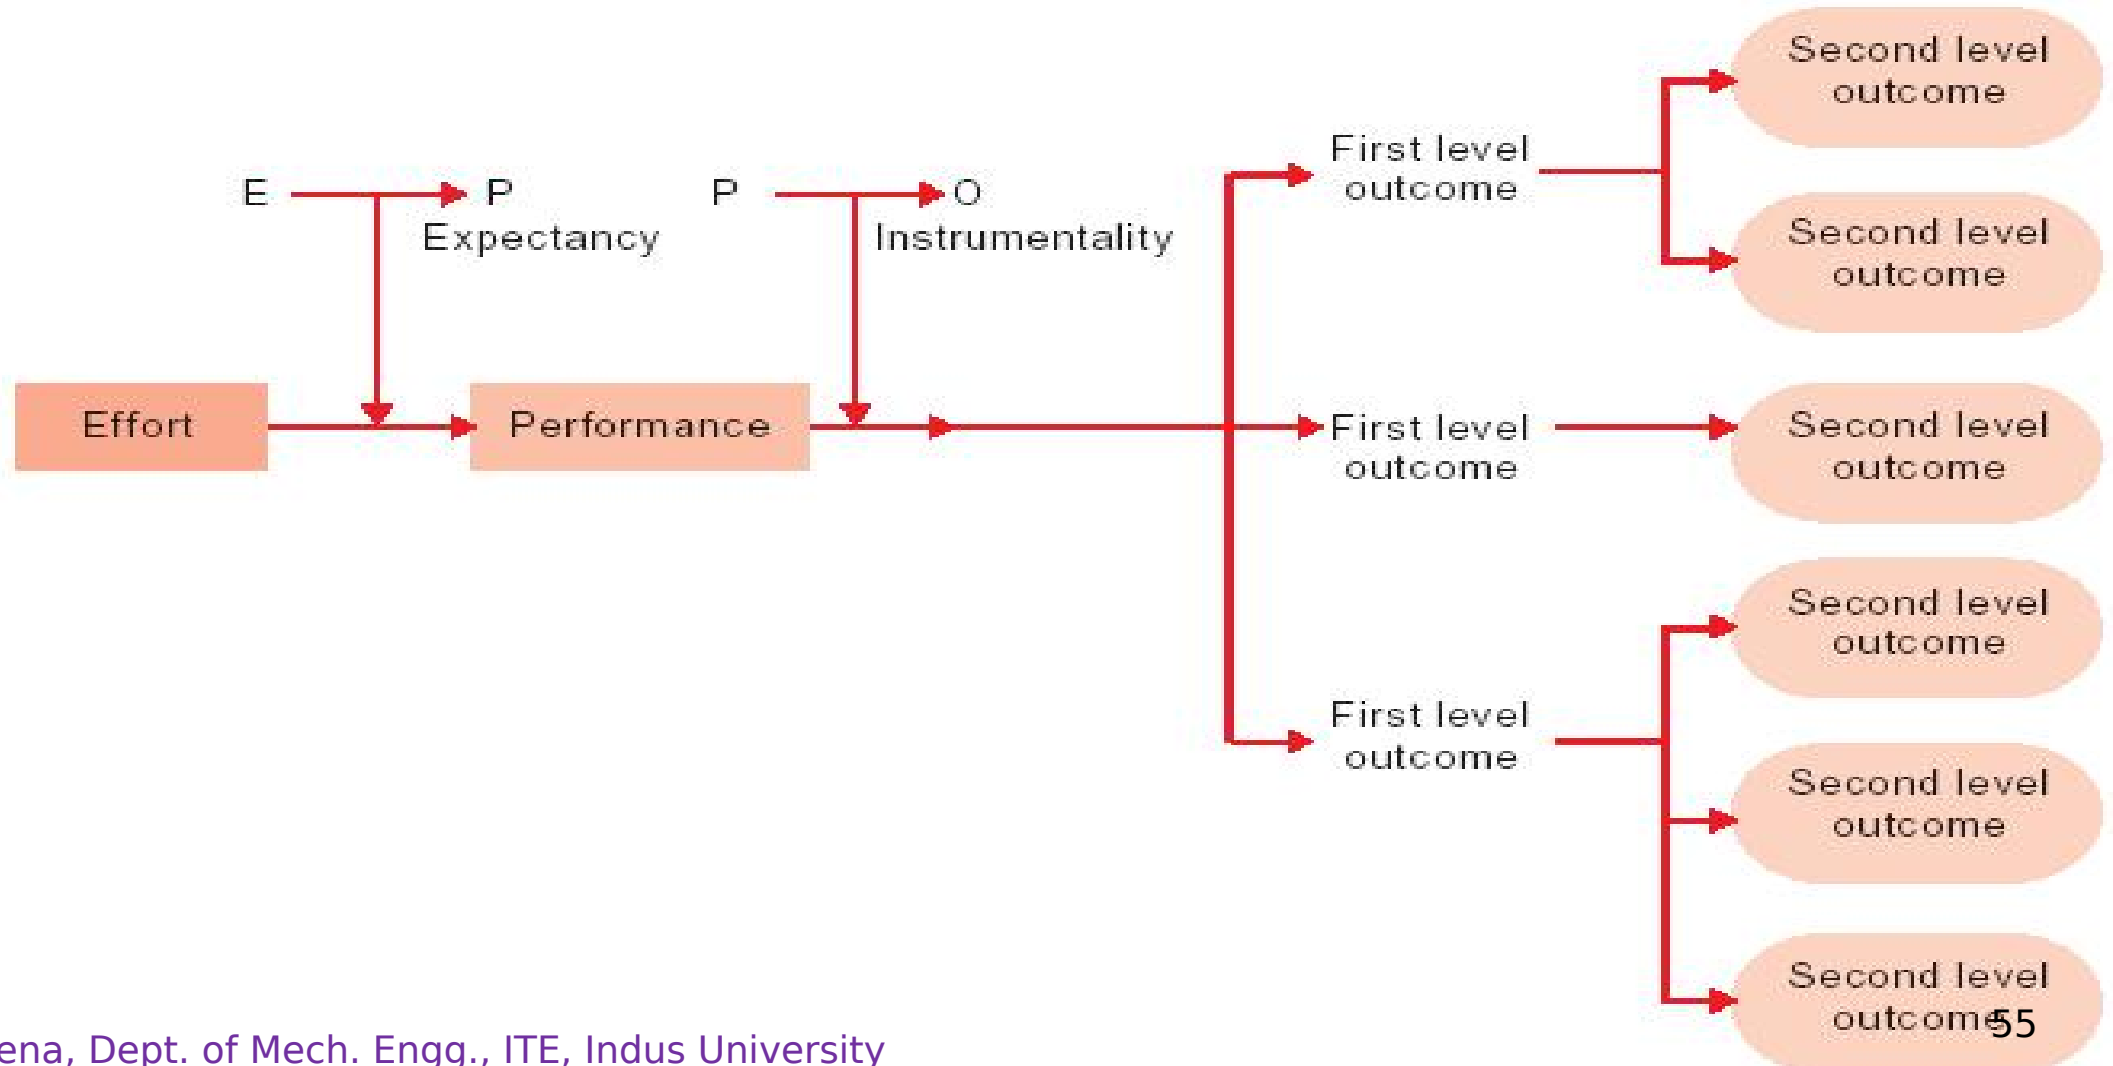 Second level
outcome
First level
outcome
E
P
Expectancy
P
O
Instrumentality
Second level
outcome
Effort
Performance
First level
outcome
Second level
outcome
Second level
outcome
First level
outcome
Second level
outcome
Second level
outcome
55
ena, Dept. of Mech. Engg., ITE, Indus University